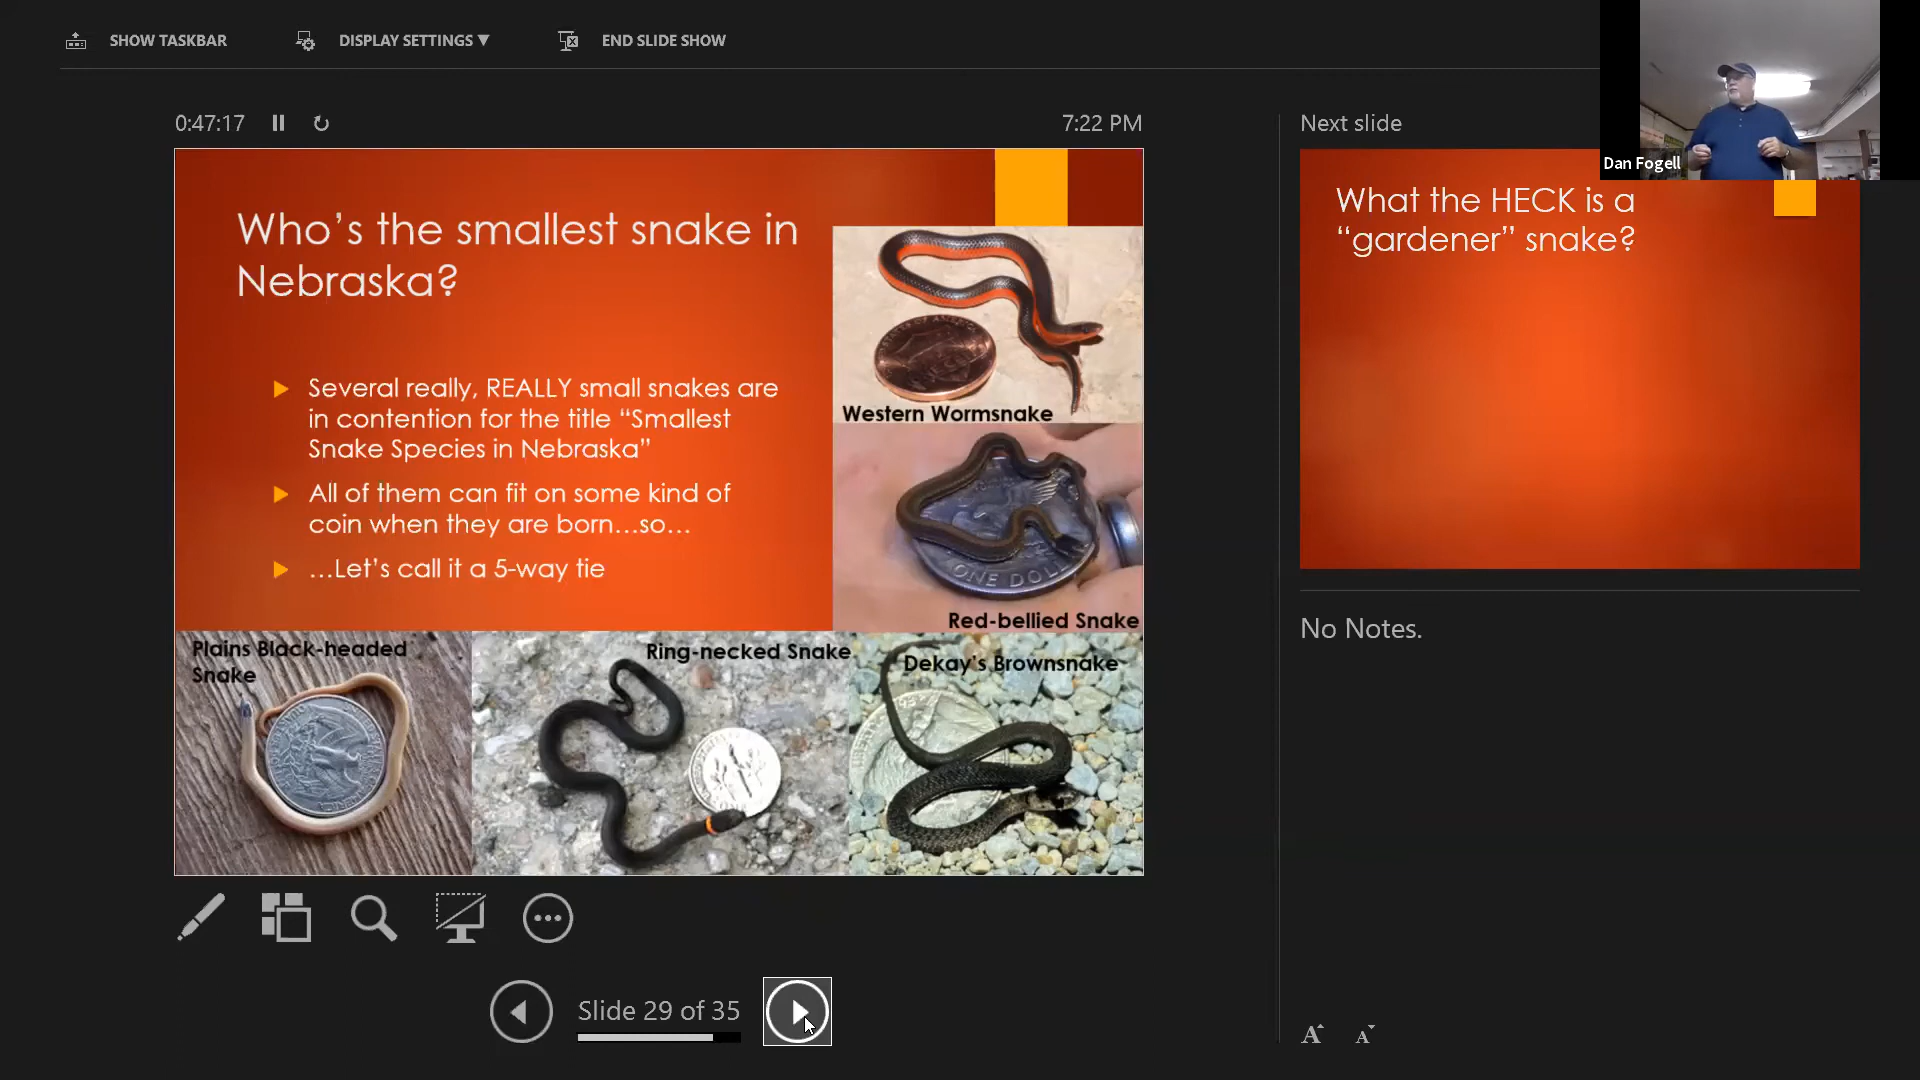 SHOW TASKBAR
DISPLAY SETTINGS ▼
END SLIDE SHOW
Dan Fogell
0:47:17
7:22 PM
Next slide
Who’s the smallest snake in
Nebraska?
► Several really, REALLY small snakes are
in contention for the title “Smallest
Snake Species in Nebraska”
► All of them can fit on some kind of
coin when they are born...so...
► ...Let’s call it a 5-way tie
Western Wormsnake
ONE DOLL
Red-bellied Snake
Plains Black-headed
Snake
Ring-necked Snake
Dekay’s Brownsnake
What the HECK is a
“gardener” snake?
No Notes.
Slide 29 of 35
A A